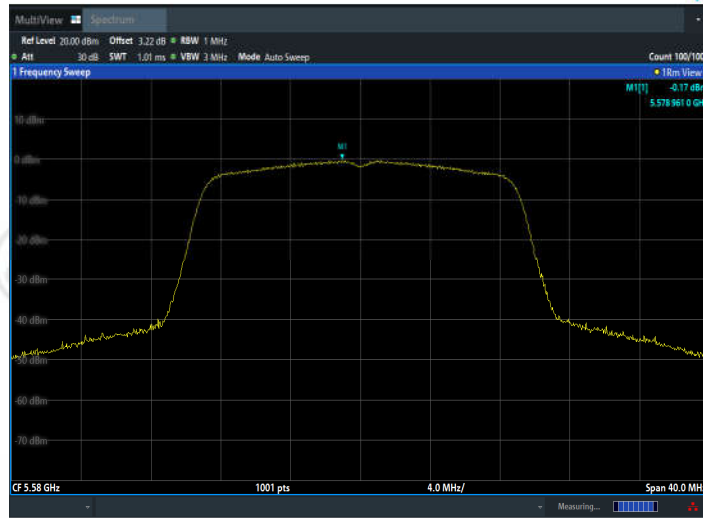 MultiView Spectrum
Ref Level 20.00 dBm Offset 3.22 dB RBW 1 MHz
Att 30 dB SWT 1.01 ms VBW 3 MHz Mode Auto Sweep Count 100/100
1 Frequency Sweep 1Rm View
M1[1] -0.17 dBm
5.578 961 0 GH
10 dBm
M1
0 dBm
-10 dBm
-20 dBm
-30 dBm
-40 dBm
-50 dBm
-60 dBm
-70 dBm
CF 5.58 GHz 1001 pts 4.0 MHz/ Span 40.0 MH
Measuring...